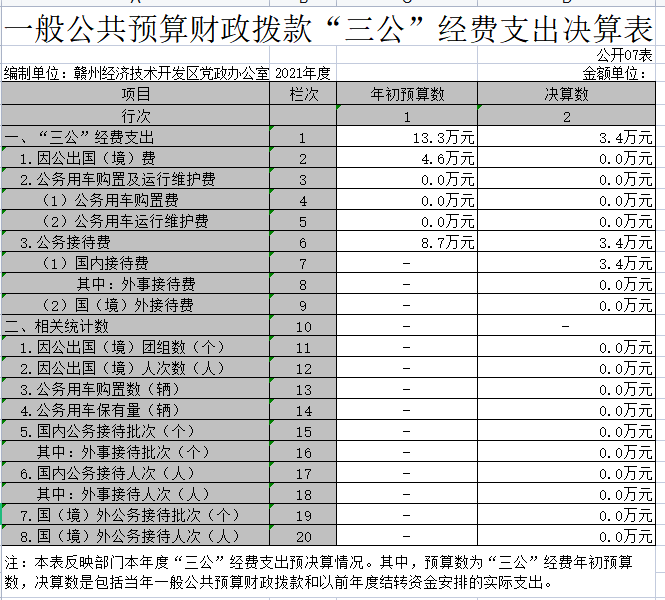 一般公共预算财政拨款“三公”经费支出决算表
公开07表
编制单位：赣州经济技术开发区党政办公室 2021年度 金额单位：
项目 栏次 年初预算数 决算数
行次 1 2
一、“三公”经费支出 1 13.3万元 3.4万元
1.因公出国（境）费 2 4.6万元 0.0万元
2.公务用车购置及运行维护费 3 0.0万元 0.0万元
（1）公务用车购置费 4 0.0万元 0.0万元
（2）公务用车运行维护费 5 0.0万元 0.0万元
3.公务接待费 6 8.7万元 3.4万元
（1）国内接待费 7 - 3.4万元
其中：外事接待费 8 - 0.0万元
（2）国（境）外接待费 9 - 0.0万元
二、相关统计数 10 - -
1.因公出国（境）团组数（个） 11 - 0.0万元
2.因公出国（境）人次数（人） 12 - 0.0万元
3.公务用车购置数（辆） 13 - 0.0万元
4.公务用车保有量（辆） 14 - 0.0万元
5.国内公务接待批次（个） 15 - 0.0万元
其中：外事接待批次（个） 16 - 0.0万元
6.国内公务接待人次（人） 17 - 0.0万元
其中：外事接待人次（人） 18 - 0.0万元
7.国（境）外公务接待批次（个） 19 - 0.0万元
8.国（境）外公务接待人次（人） 20 - 0.0万元
注：本表反映部门本年度“三公”经费支出预决算情况。其中，预算数为“三公”经费年初预算
数，决算数是包括当年一般公共预算财政拨款和以前年度结转资金安排的实际支出。